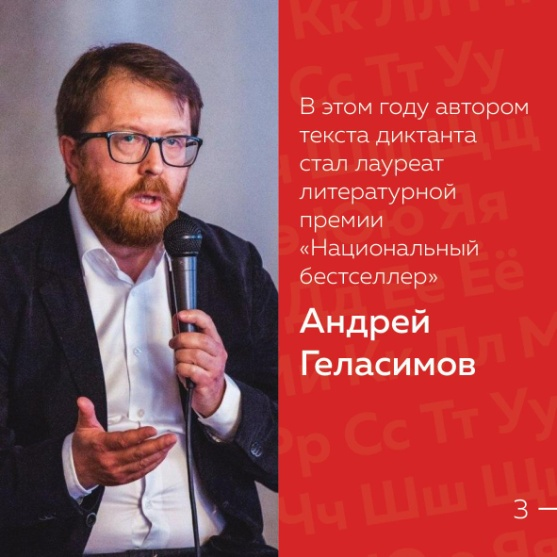 В этом году автором
текста диктанта
стал лауреат
литературной
премии
«Национальный
бестселлер»
Андрей
Геласимов
3